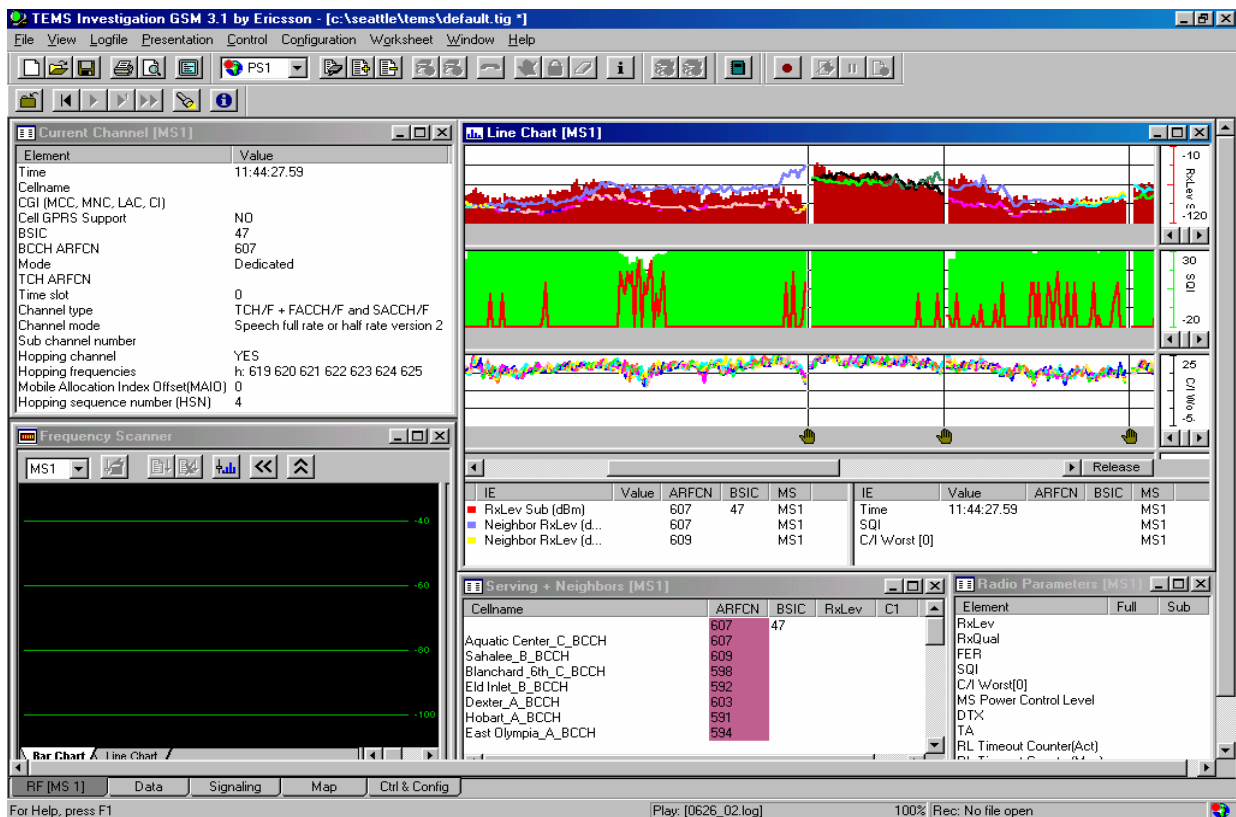 TEMS Investigation GSM 3.1 by Ericsson - [c:\seattle\tems\default.tig *]
File View Logfile Presentation Control Configuration Worksheet Window Help
PS1
Current Channel [MS1]
Element Value
Time 11:44:27.59
Cellname
CGI (MCC, MNC, LAC, CI)
Cell GPRS Support NO
BSIC 47
BCCH ARFCN 607
Mode Dedicated
TCH ARFCN
Time slot 0
Channel type TCH/F + FACCH/F and SACCH/F
Channel mode Speech full rate or half rate version 2
Sub channel number
Hopping channel YES
Hopping frequencies h: 619 620 621 622 623 624 625
Mobile Allocation Index Offset(MAIO) 0
Hopping sequence number (HSN) 4
Line Chart [MS1]
-10
RxLev
-120
30
SQI
-20
25
C/I Wo
-5.
Release
IE Value ARFCN BSIC MS
RxLev Sub (dBm) 607 47 MS1
Neighbor RxLev (d... 607 MS1
Neighbor RxLev (d... 609 MS1
IE Value ARFCN BSIC MS
Time 11:44:27.59 MS1
SQI MS1
C/I Worst [0] MS1
Frequency Scanner
MS1
-40
-60
-80
-100
Bar Chart Line Chart
Serving + Neighbors [MS1]
Cellname ARFCN BSIC RxLev C1
607 47
Aquatic Center_C_BCCH 607
Sahalee_B_BCCH 609
Blanchard_6th_C_BCCH 598
Eld Inlet_B_BCCH 592
Dexter_A_BCCH 603
Hobart_A_BCCH 591
East Olympia_A_BCCH 594
Radio Parameters [MS1]
Element Full Sub
RxLev
RxQual
FER
SQI
C/I Worst[0]
MS Power Control Level
DTX
TA
RL Timeout Counter(Act)
RF [MS 1] Data Signaling Map Ctrl & Config
For Help, press F1 Play: [0626_02.log] 100% Rec: No file open